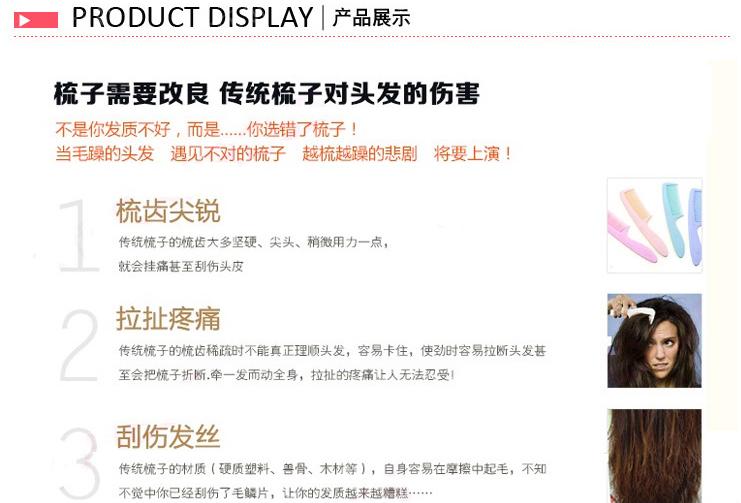 PRODUCT DISPLAY | 产品展示
梳子需要改良 传统梳子对头发的伤害
不是你发质不好，而是......你选错了梳子！
当毛躁的头发 遇见不对的梳子 越梳越躁的悲剧 将要上演！
1 梳齿尖锐
传统梳子的梳齿大多坚硬、尖头、稍微用力一点，
就会挂痛甚至刮伤头皮
2 拉扯疼痛
传统梳子的梳齿稀疏时不能真正理顺头发，容易卡住，使劲时容易拉断头发甚
至会把梳子折断.牵一发而动全身，拉扯的疼痛让人无法忍受!
3 刮伤发丝
传统梳子的材质（硬质塑料、兽骨、木材等），自身容易在摩擦中起毛，不知
不觉中你已经刮伤了毛鳞片，让你的发质越来越糟糕······